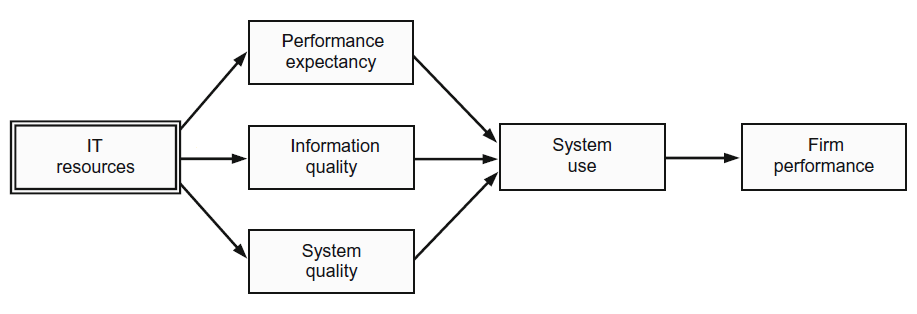 IT
resources
Performance
expectancy
Information
quality
System
quality
System
use
Firm
performance